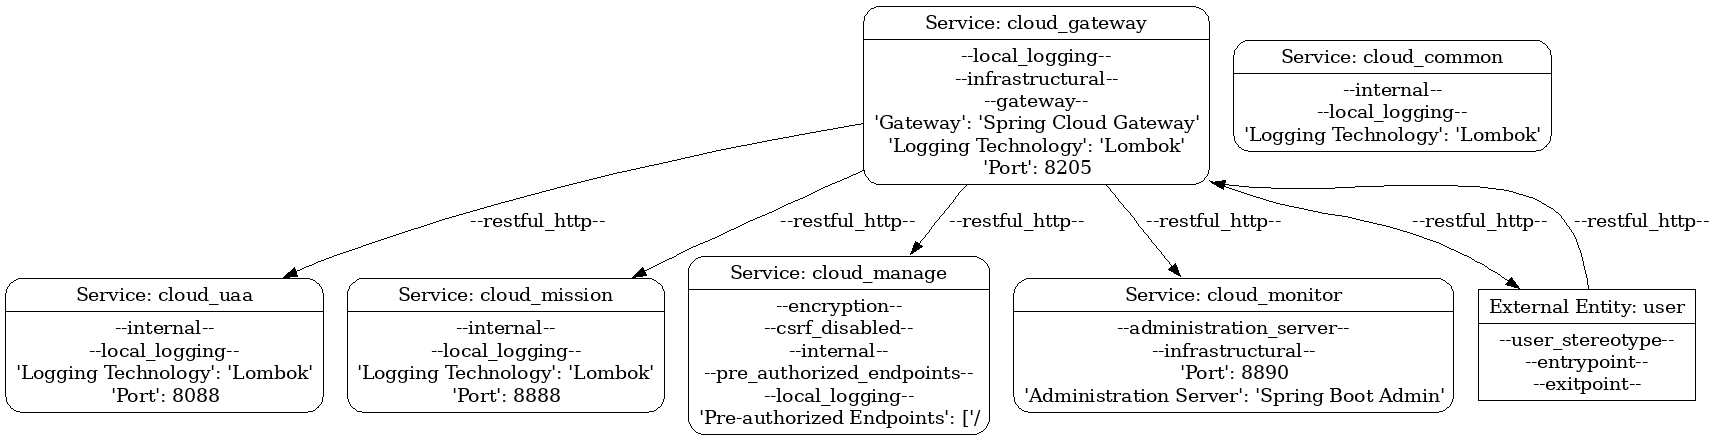 Service: cloud_gateway
--local_logging--
--infrastructural--
--gateway--
'Gateway': 'Spring Cloud Gateway'
'Logging Technology': 'Lombok'
'Port': 8205
Service: cloud_common
--internal--
--local_logging--
'Logging Technology': 'Lombok'
--restful_http--
--restful_http--
--restful_http--
--restful_http--
--restful_http--
--restful_http--
Service: cloud_uaa
--internal--
--local_logging--
'Logging Technology': 'Lombok'
'Port': 8088
Service: cloud_mission
--internal--
--local_logging--
'Logging Technology': 'Lombok'
'Port': 8888
Service: cloud_manage
--encryption--
--csrf_disabled--
--internal--
--pre_authorized_endpoints--
--local_logging--
'Pre-authorized Endpoints': ['/
Service: cloud_monitor
--administration_server--
--infrastructural--
'Port': 8890
'Administration Server': 'Spring Boot Admin'
External Entity: user
--user_stereotype--
--entrypoint--
--exitpoint--